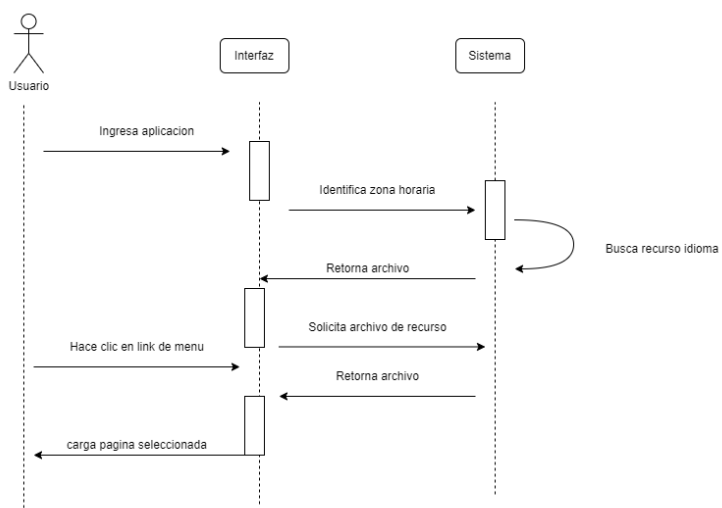 Usuario
Interfaz
Sistema
Ingresa aplicacion
Identifica zona horaria
Busca recurso idioma
Retorna archivo
Solicita archivo de recurso
Hace clic en link de menu
Retorna archivo
carga pagina seleccionada